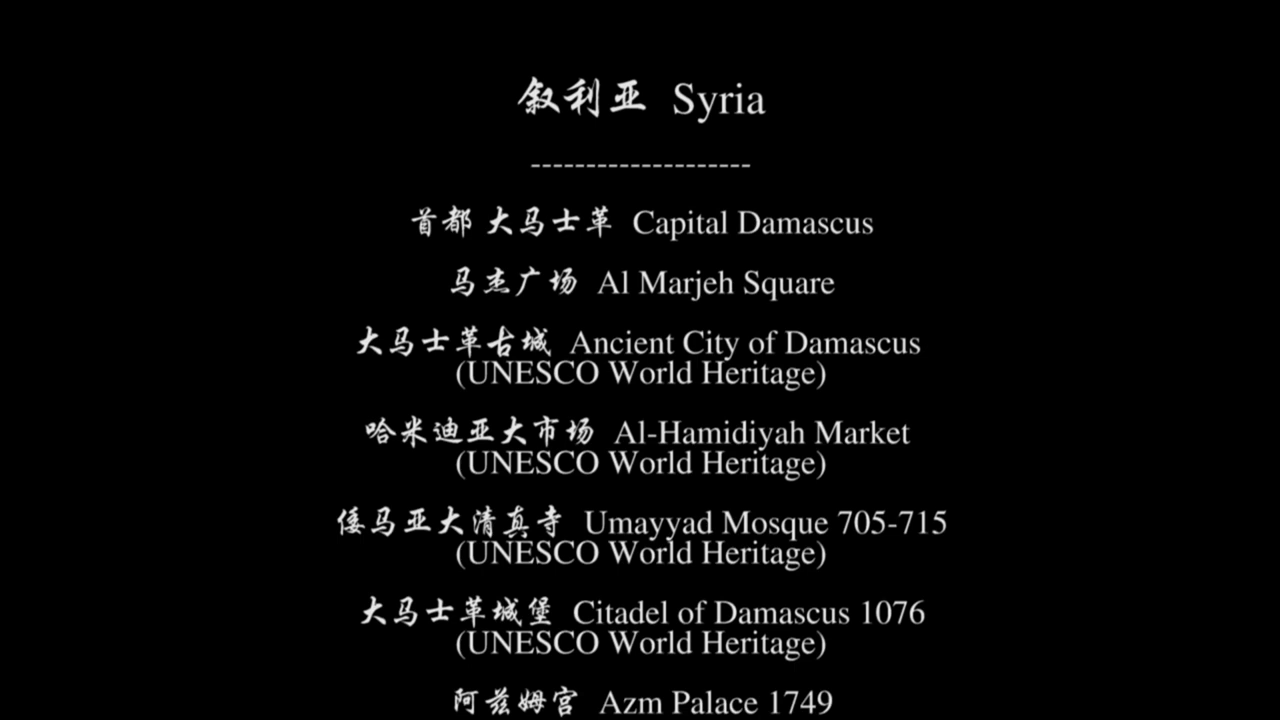 叙利亚 Syria
--------------------
首都 大马士革 Capital Damascus
马杰广场 Al Marjeh Square
大马士革古城 Ancient City of Damascus
(UNESCO World Heritage)
哈米迪亚大市场 Al-Hamidiyah Market
(UNESCO World Heritage)
倭马亚大清真寺 Umayyad Mosque 705-715
(UNESCO World Heritage)
大马士革城堡 Citadel of Damascus 1076
(UNESCO World Heritage)
阿兹姆宫 Azm Palace 1749